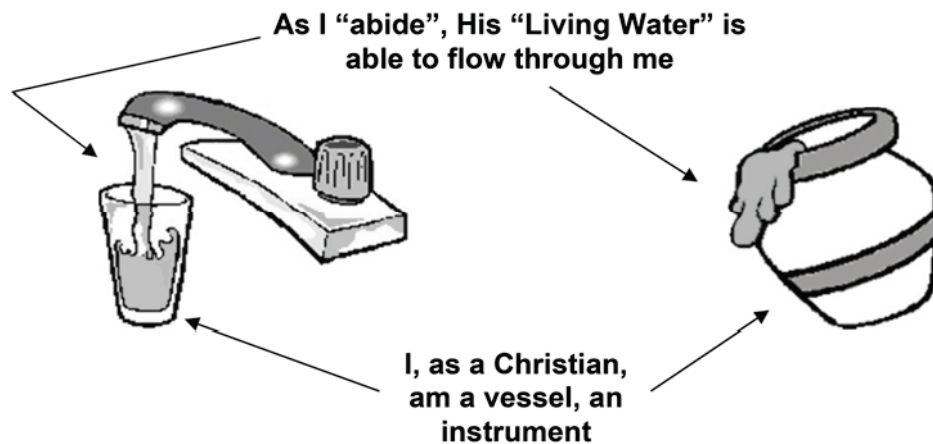 As I “abide”, His “Living Water” is
able to flow through me
I, as a Christian,
am a vessel, an
instrument